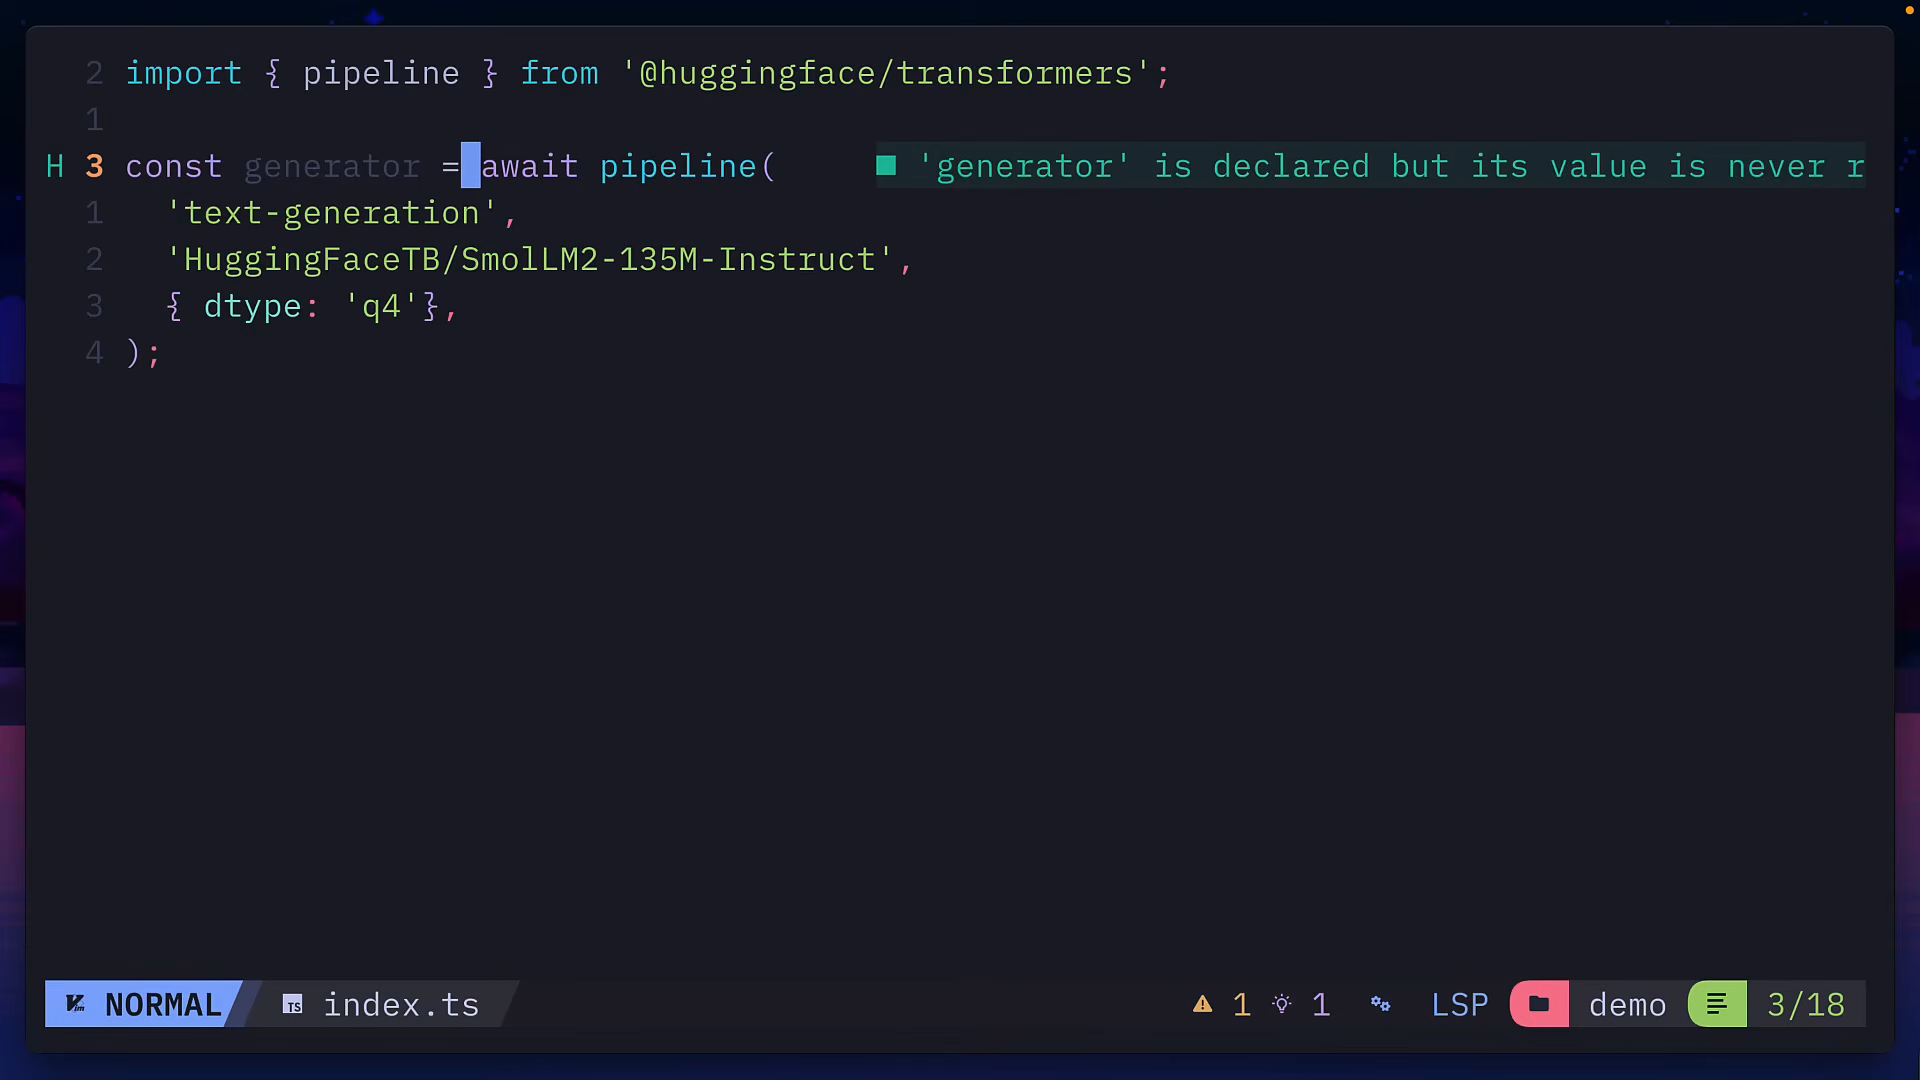 2 import { pipeline } from '@huggingface/transformers';
1
H 3 const generator = await pipeline( ■ 'generator' is declared but its value is never r
1 'text-generation',
2 'HuggingFaceTB/SmolLM2-135M-Instruct',
3 { dtype: 'q4'},
4 );
NORMAL TS index.ts 1 1 LSP demo 3/18